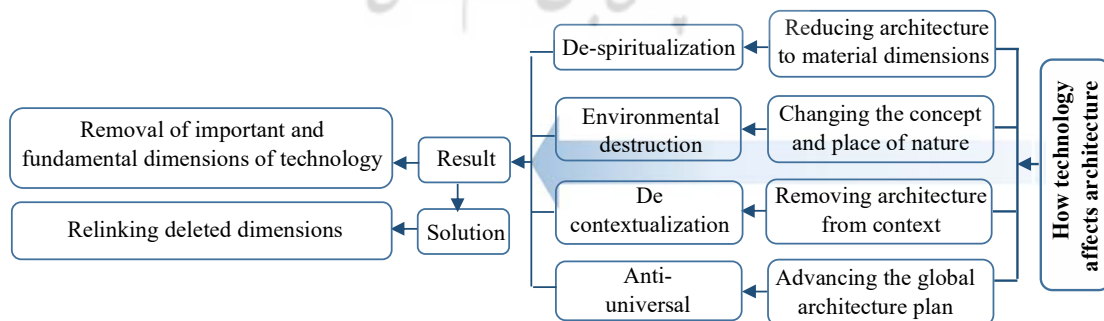 De-spiritualization
Reducing architecture
to material dimensions
Removal of important and
fundamental dimensions of technology
Result
Environmental
destruction
Changing the concept
and place of nature
How technology
affects architecture
Relinking deleted dimensions
Solution
De
contextualization
Removing architecture
from context
Anti-
universal
Advancing the global
architecture plan